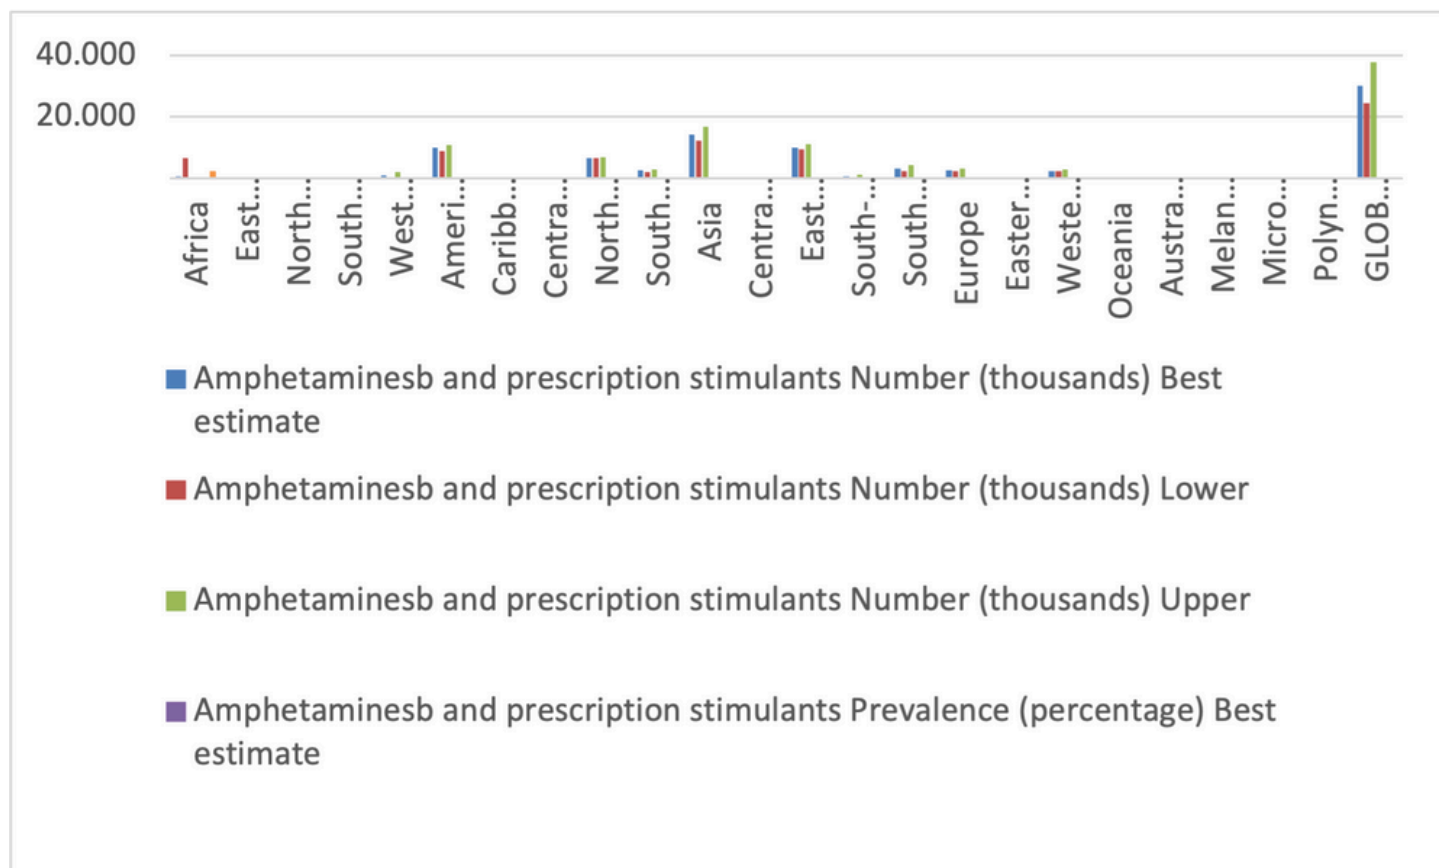 40.000
20.000
Africa
East...
North...
South...
West...
Ameri...
Caribb...
Centra...
North...
South...
Asia
Centra...
East...
South-...
South...
Europe
Easter...
Weste...
Oceania
Austra...
Melan...
Micro...
Polyn...
GLOB...
Amphetaminesb and prescription stimulants Number (thousands) Best
estimate
Amphetaminesb and prescription stimulants Number (thousands) Lower
Amphetaminesb and prescription stimulants Number (thousands) Upper
Amphetaminesb and prescription stimulants Prevalence (percentage) Best
estimate